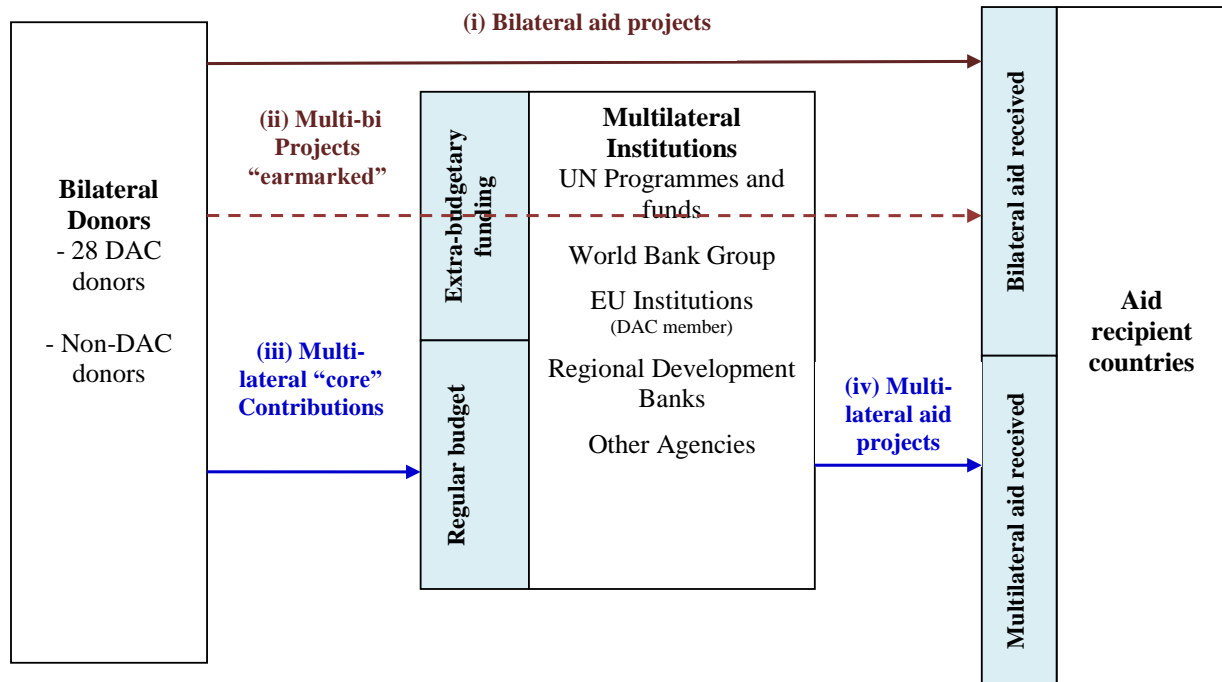 (i) Bilateral aid projects
Bilateral
Donors
- 28 DAC
donors
- Non-DAC
donors
(ii) Multi-bi
Projects
“earmarked”
(iii) Multi-
lateral “core”
Contributions
Extra-budgetary
funding
Regular budget
Multilateral
Institutions
UN Programmes and
funds
World Bank Group
EU Institutions
(DAC member)
Regional Development
Banks
Other Agencies
(iv) Multi-
lateral aid
projects
Bilateral aid received
Multilateral aid received
Aid
recipient
countries